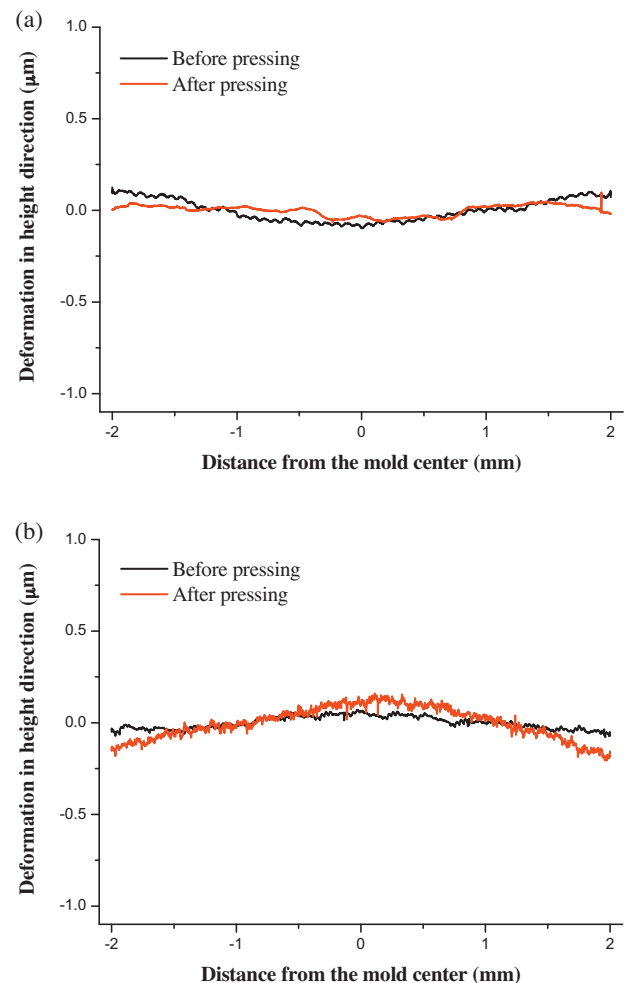 (a)
1.0
Before pressing
After pressing
0.5
0.0
-0.5
-1.0
Deformation in height direction (μm)
-2
-1
0
1
2
Distance from the mold center (mm)
(b)
1.0
Before pressing
After pressing
0.5
0.0
-0.5
-1.0
Deformation in height direction (μm)
-2
-1
0
1
2
Distance from the mold center (mm)